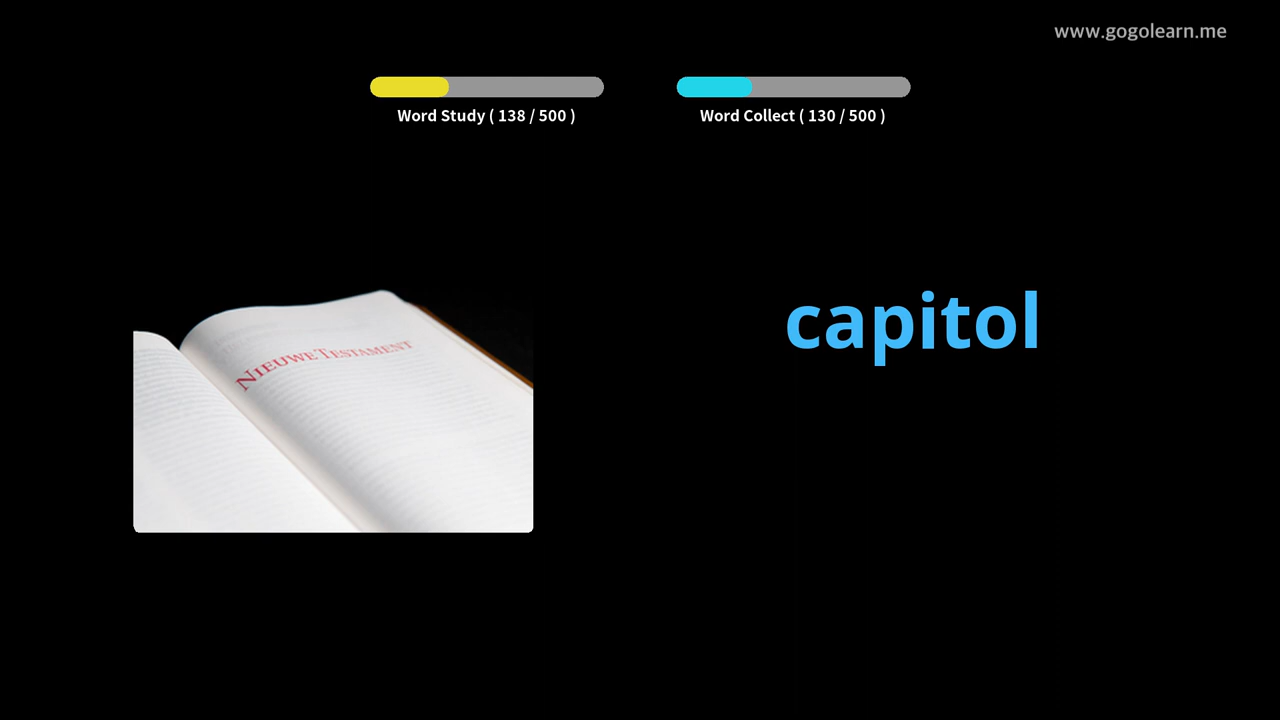 www.gogolearn.me
Word Study ( 138 / 500 )
Word Collect ( 130 / 500 )
capitol
NIEUWE TESTAMENT